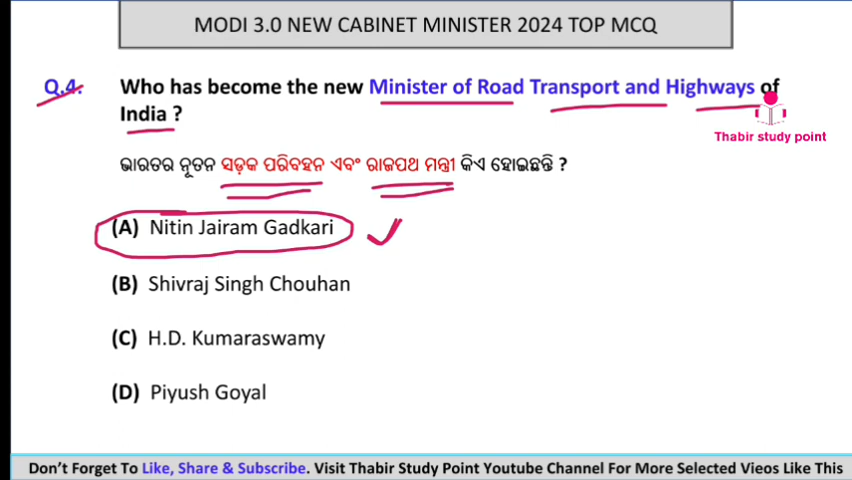 MODI 3.0 NEW CABINET MINISTER 2024 TOP MCQ
Q.4. Who has become the new Minister of Road Transport and Highways of
India ?
Thabir study point
ଭାରତର ନୂତନ ସଡ଼କ ପରିବହନ ଏବଂ ରାଜପଥ ମନ୍ତ୍ରୀ କିଏ ହୋଇଛନ୍ତି ?
(A) Nitin Jairam Gadkari
(B) Shivraj Singh Chouhan
(C) H.D. Kumaraswamy
(D) Piyush Goyal
Don't Forget To Like, Share & Subscribe. Visit Thabir Study Point Youtube Channel For More Selected Vieos Like This